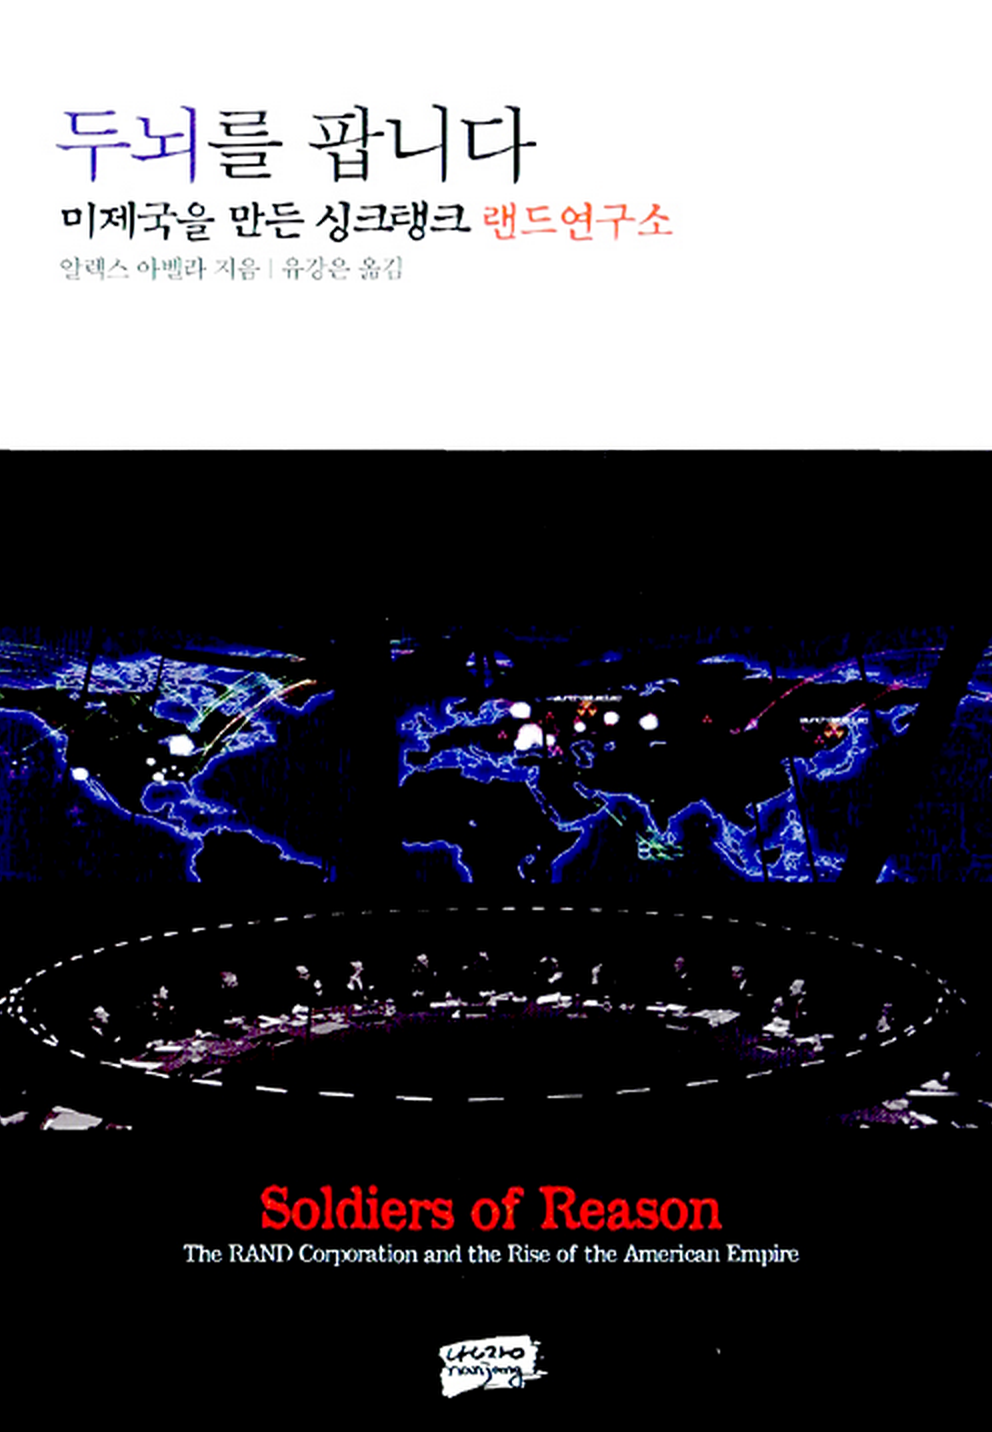 두뇌를 팝니다
미제국을 만든 싱크탱크 랜드연구소
알렉스 아벨라 지음 | 유강은 옮김
Soldiers of Reason
The RAND Corporation and the Rise of the American Empire
난장
nanjang